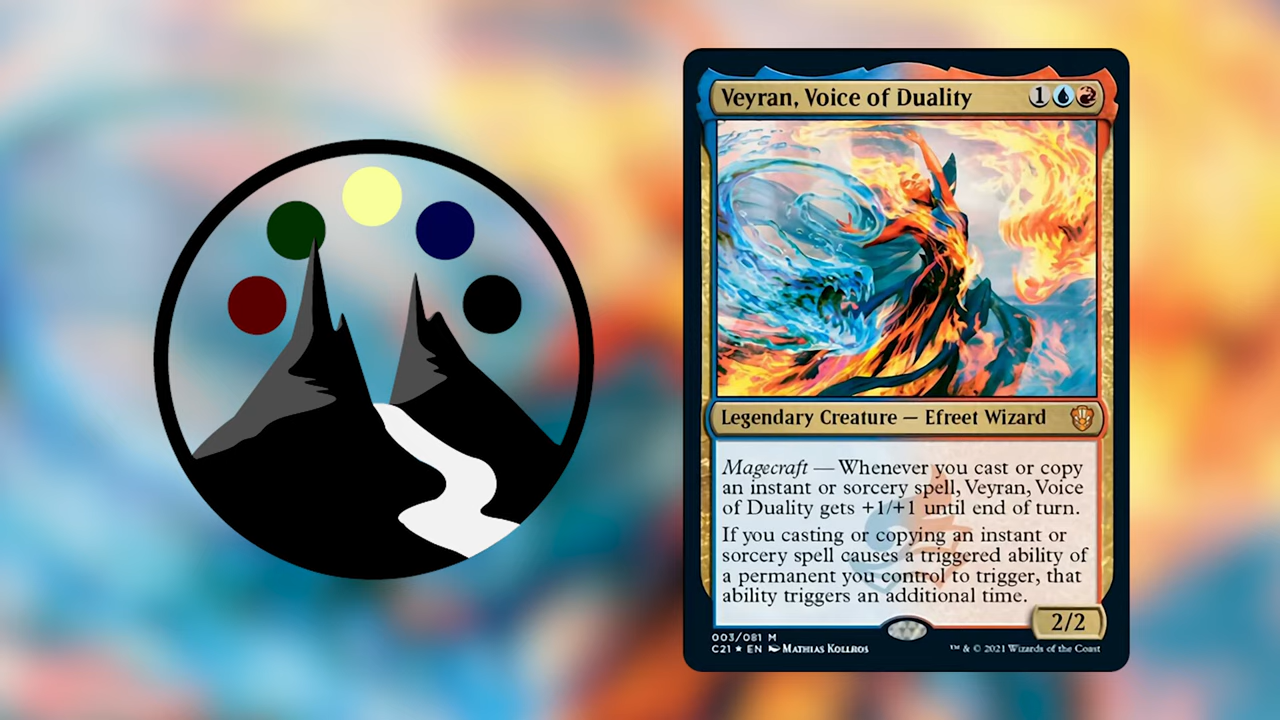 Veyran, Voice of Duality 1
Legendary Creature — Efreet Wizard
Magecraft — Whenever you cast or copy
an instant or sorcery spell, Veyran, Voice
of Duality gets +1/+1 until end of turn.
If you casting or copying an instant or
sorcery spell causes a triggered ability of
a permanent you control to trigger, that
ability triggers an additional time.
2/2
003/081 M
C21 ★ EN Mathias Kollros
™ & © 2021 Wizards of the Coast